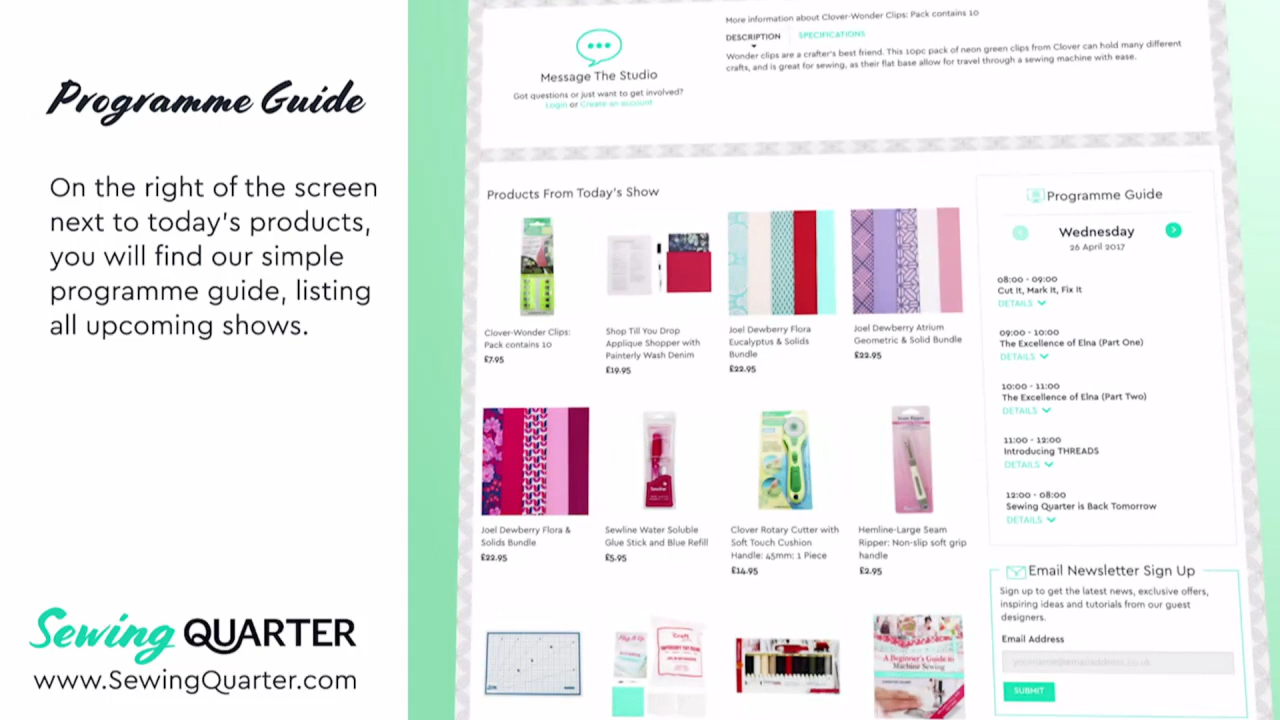 Programme Guide
On the right of the screen
next to today's products,
you will find our simple
programme guide, listing
all upcoming shows.
Sewing QUARTER
www.SewingQuarter.com
Message The Studio
Got questions or just want to get involved?
Login or Create an account
More information about Clover-Wonder Clips: Pack contains 10
DESCRIPTION SPECIFICATIONS
Wonder clips are a crafter's best friend. This 10pc pack of neon green clips from Clover can hold many different
crafts, and is great for sewing, as their flat base allow for travel through a sewing machine with ease.
Products From Today's Show
Clover-Wonder Clips:
Pack contains 10
£7.95
Shop Till You Drop
Applique Shopper with
Painterly Wash Denim
£19.95
Joel Dewberry Flora
Eucalyptus & Solids
Bundle
£22.95
Joel Dewberry Atrium
Geometric & Solid Bundle
£22.95
Joel Dewberry Flora &
Solids Bundle
£22.95
Sewline Water Soluble
Glue Stick and Blue Refill
£5.95
Clover Rotary Cutter with
Soft Touch Cushion
Handle: 45mm: 1 Piece
£14.95
Hemline-Large Seam
Ripper: Non-slip soft grip
handle
£2.95
A Beginner's Guide to
Machine Sewing
Programme Guide
Wednesday
26 April 2017
08:00 - 09:00
Cut It, Mark It, Fix It
DETAILS
09:00 - 10:00
The Excellence of Elna (Part One)
DETAILS
10:00 - 11:00
The Excellence of Elna (Part Two)
DETAILS
11:00 - 12:00
Introducing THREADS
DETAILS
12:00 - 08:00
Sewing Quarter is Back Tomorrow
DETAILS
Email Newsletter Sign Up
Sign up to get the latest news, exclusive offers,
inspiring ideas and tutorials from our guest
designers.
Email Address
yourname@emailaddress.co.uk
SUBMIT